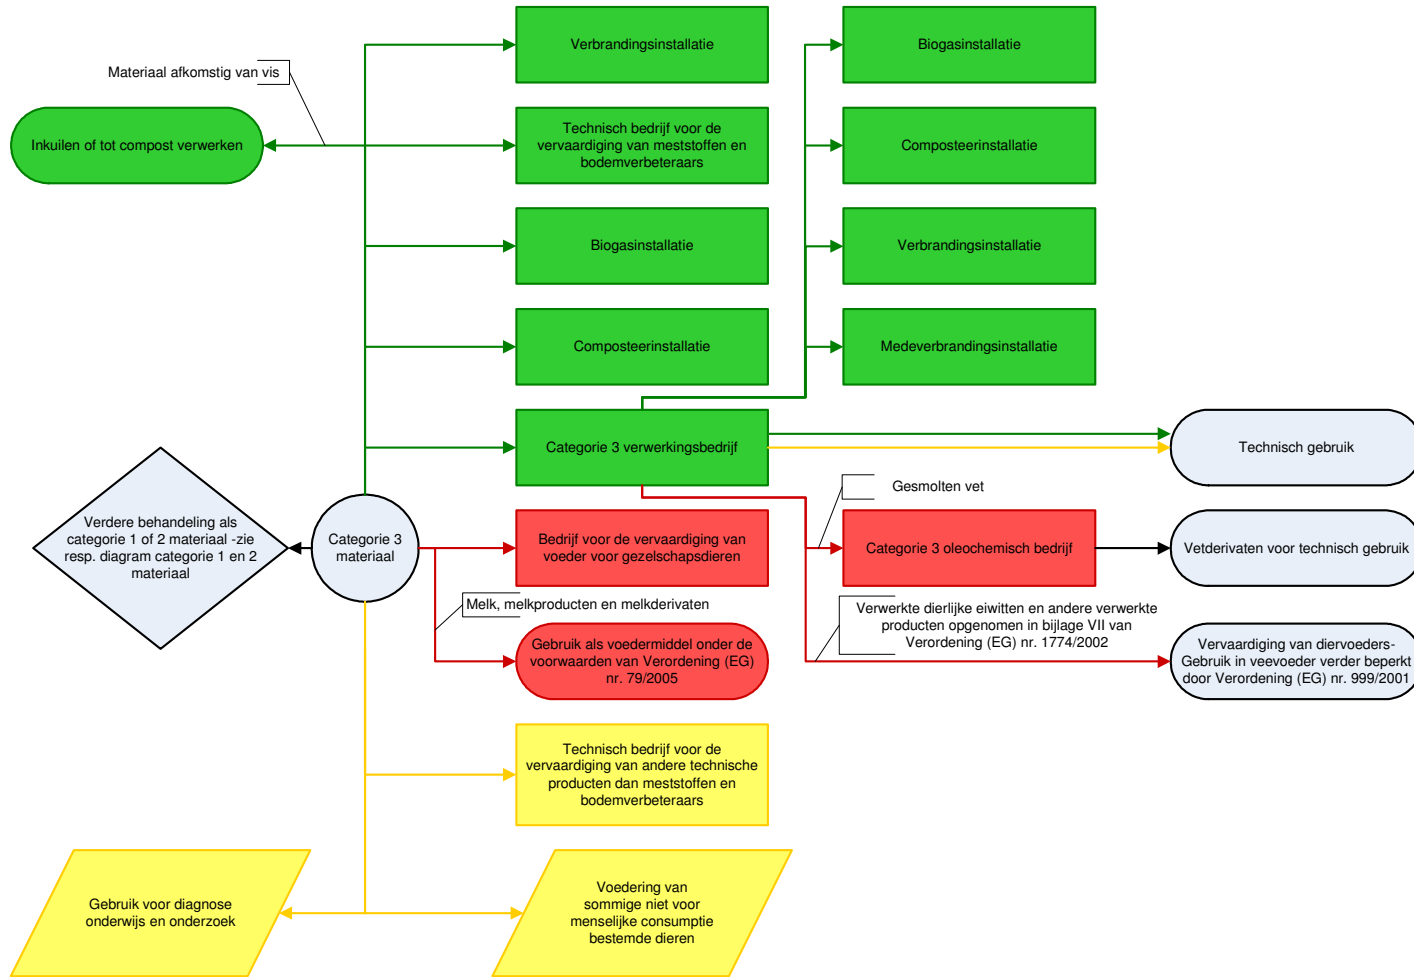 Verbrandingsinstallatie
Biogasinstallatie
Materiaal afkomstig van vis
Inkuilen of tot compost verwerken
Technisch bedrijf voor de
vervaardiging van meststoffen en
bodemverbeteraars
Composteerinstallatie
Biogasinstallatie
Verbrandingsinstallatie
Composteerinstallatie
Medeverbrandingsinstallatie
Categorie 3 verwerkingsbedrijf
Technisch gebruik
Gesmolten vet
Verdere behandeling als
categorie 1 of 2 materiaal -zie
resp. diagram categorie 1 en 2
materiaal
Categorie 3
materiaal
Bedrijf voor de vervaardiging van
voeder voor gezelschapsdieren
Categorie 3 oleochemisch bedrijf
Vetderivaten voor technisch gebruik
Melk, melkproducten en melkderivaten
Verwerkte dierlijke eiwitten en andere verwerkte
producten opgenomen in bijlage VII van
Verordening (EG) nr. 1774/2002
Gebruik als voedermiddel onder de
voorwaarden van Verordening (EG)
nr. 79/2005
Vervaardiging van diervoeders-
Gebruik in veevoeder verder beperkt
door Verordening (EG) nr. 999/2001
Technisch bedrijf voor de
vervaardiging van andere technische
producten dan meststoffen en
bodemverbeteraars
Gebruik voor diagnose
onderwijs en onderzoek
Voedering van
sommige niet voor
menselijke consumptie
bestemde dieren